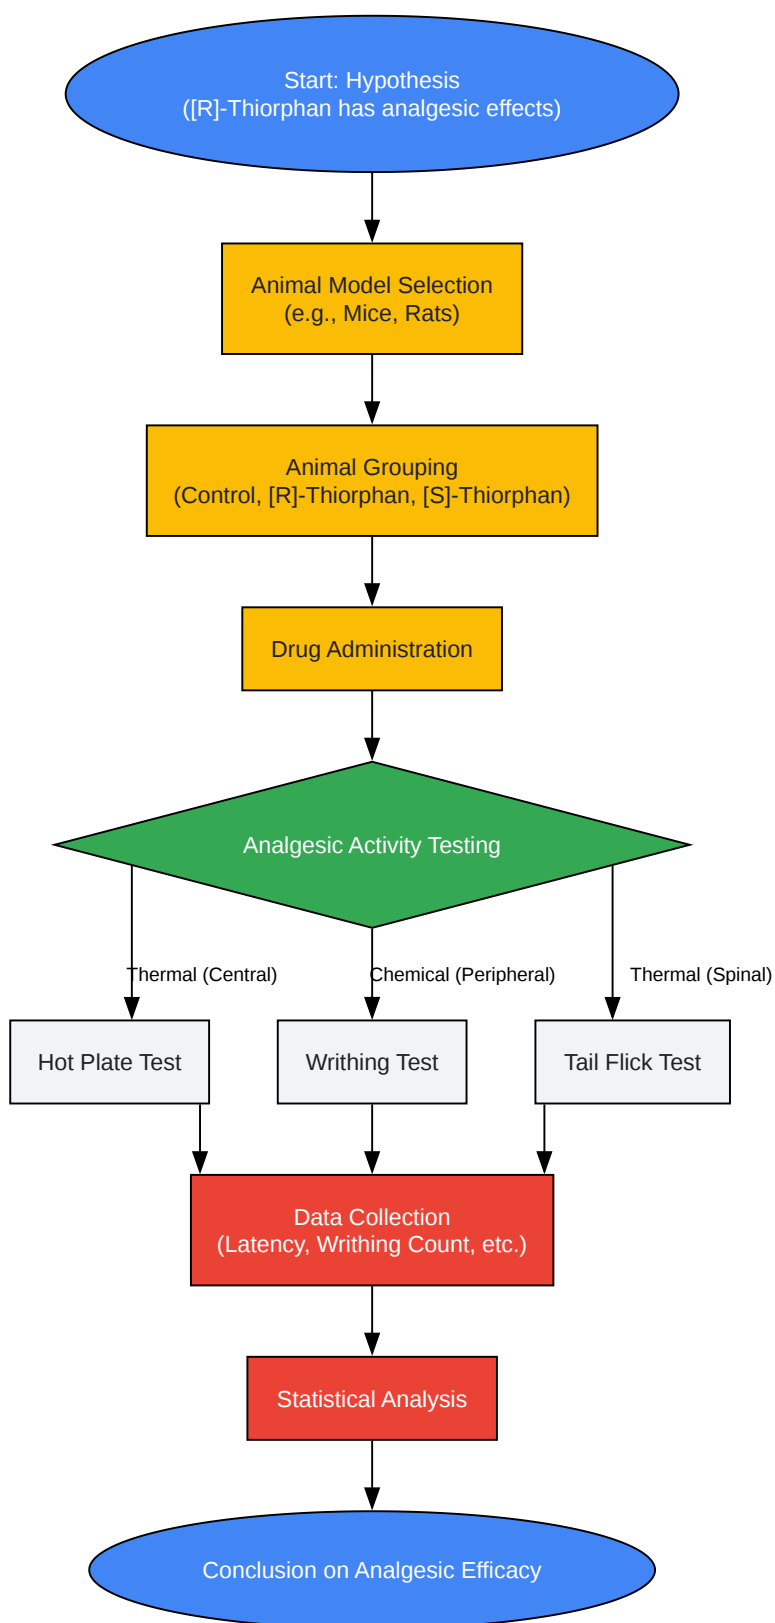 Start: Hypothesis
([R]-Thiorphan has analgesic effects)
Animal Model Selection
(e.g., Mice, Rats)
Animal Grouping
(Control, [R]-Thiorphan, [S]-Thiorphan)
Drug Administration
Analgesic Activity Testing
Thermal (Central)
Chemical (Peripheral)
Thermal (Spinal)
Hot Plate Test
Writhing Test
Tail Flick Test
Data Collection
(Latency, Writhing Count, etc.)
Statistical Analysis
Conclusion on Analgesic Efficacy